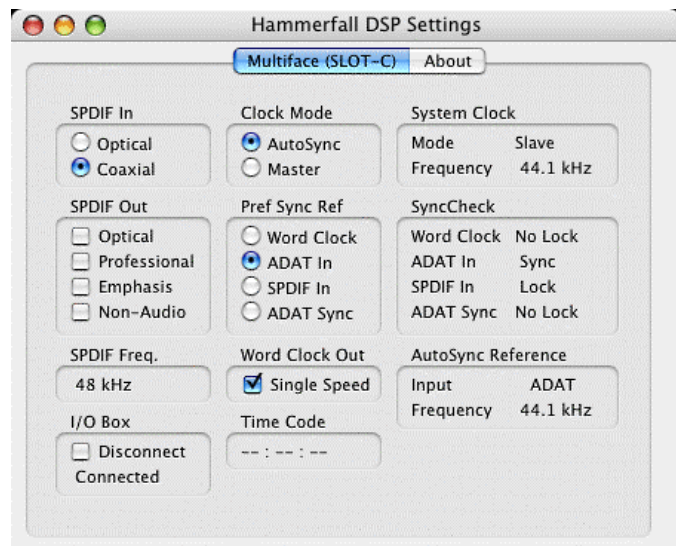 Hammerfall DSP Settings
Multiface (SLOT-C) About
SPDIF In
Optical
Coaxial
Clock Mode
AutoSync
Master
System Clock
Mode Slave
Frequency 44.1 kHz
SPDIF Out
Optical
Professional
Emphasis
Non-Audio
Pref Sync Ref
Word Clock
ADAT In
SPDIF In
ADAT Sync
SyncCheck
Word Clock No Lock
ADAT In Sync
SPDIF In Lock
ADAT Sync No Lock
SPDIF Freq.
48 kHz
Word Clock Out
Single Speed
AutoSync Reference
Input ADAT
Frequency 44.1 kHz
I/O Box
Disconnect
Connected
Time Code
-- : -- : --